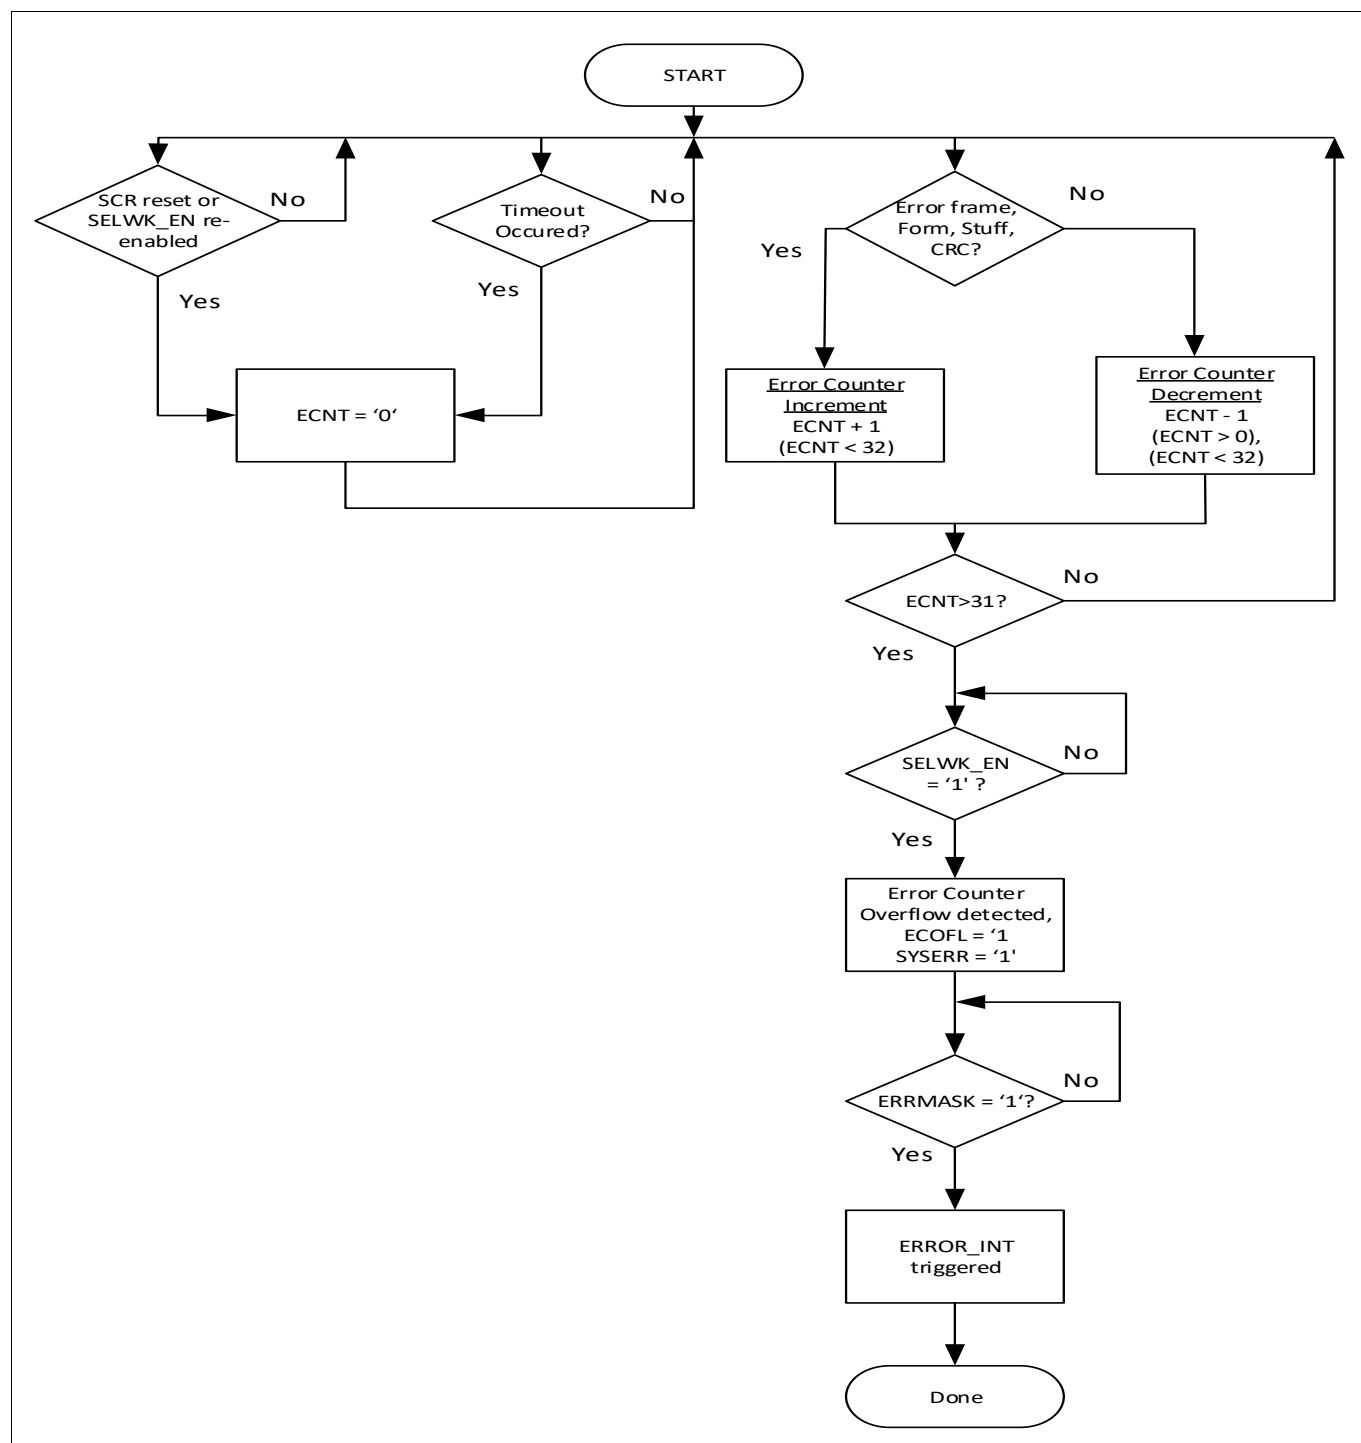 START
SCR reset or
SELWK_EN re-
enabled
No
Yes
Timeout
Occured?
No
Yes
ECNT = ‘0‘
Error frame,
Form, Stuff,
CRC?
Yes
No
Error Counter
Increment
ECNT + 1
(ECNT < 32)
Error Counter
Decrement
ECNT - 1
(ECNT > 0),
(ECNT < 32)
ECNT>31?
No
Yes
SELWK_EN
= ‘1' ?
No
Yes
Error Counter
Overflow detected,
ECOFL = ‘1
SYSERR = ‘1'
ERRMASK = ‘1‘?
No
Yes
ERROR_INT
triggered
Done